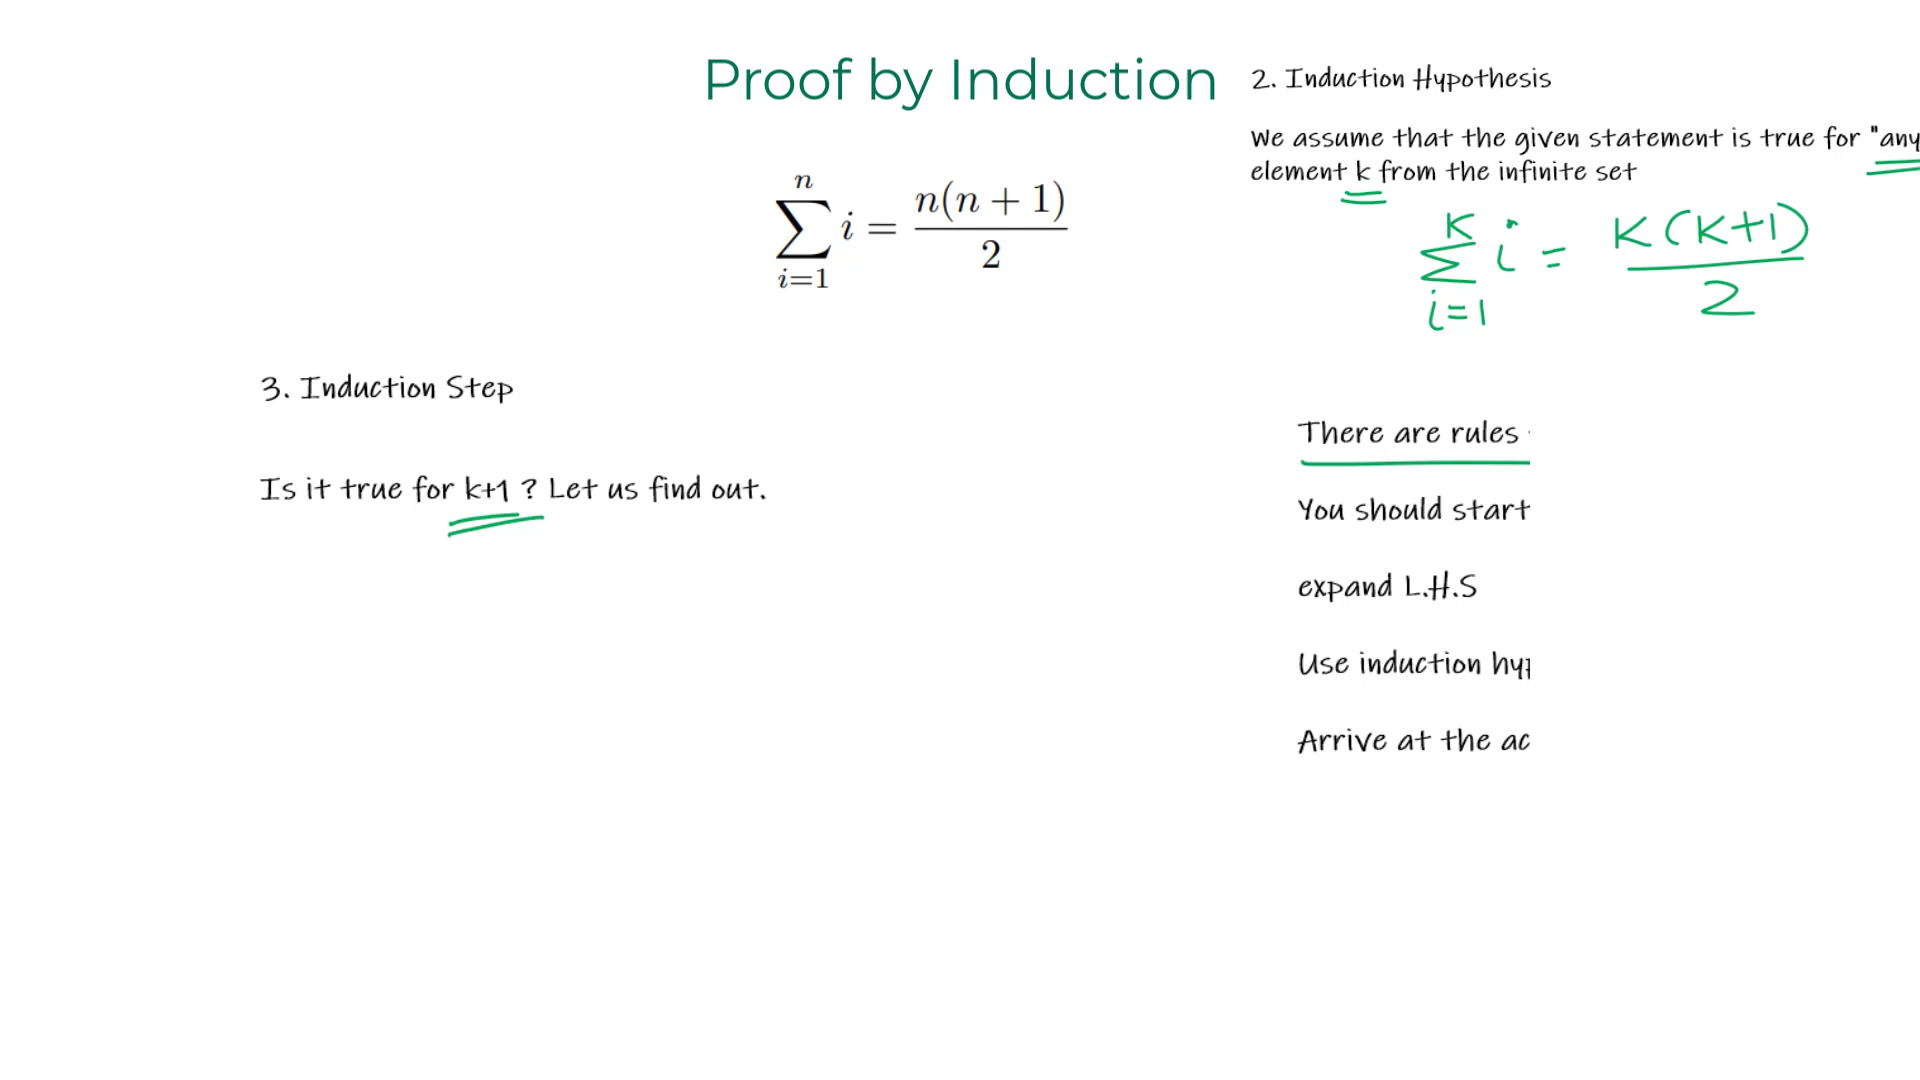 Proof by Induction
n
∑ i = n(n + 1)
i=1 2
2. Induction Hypothesis
We assume that the given statement is true for "any
element k from the infinite set
K
∑ i = K(K+1)
i=1 2
3. Induction Step
Is it true for k+1 ? Let us find out.
There are rules
You should start
expand L.H.S
Use induction
Arrive at the